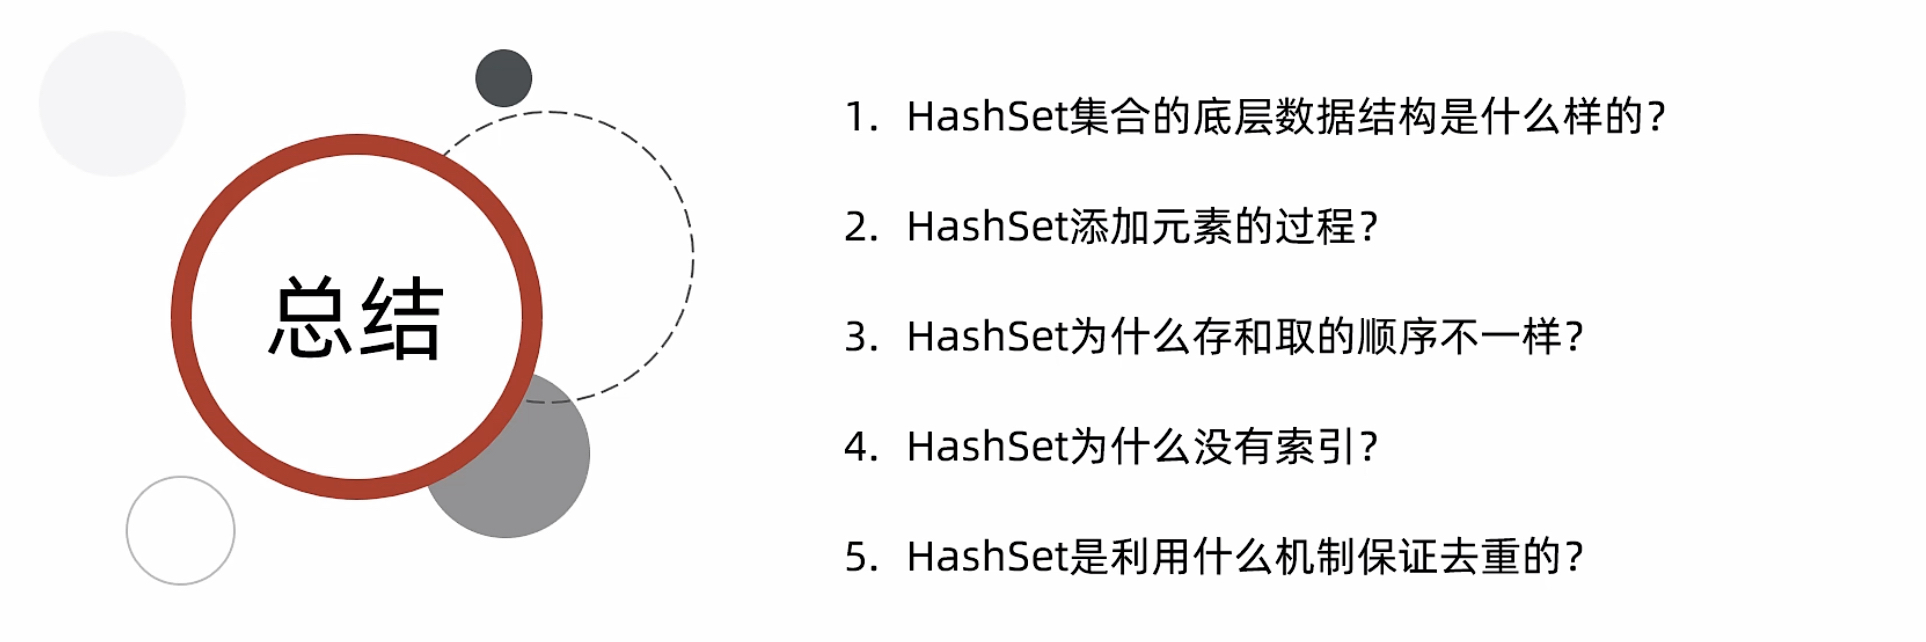 总结
1. HashSet集合的底层数据结构是什么样的？
2. HashSet添加元素的过程？
3. HashSet为什么存和取的顺序不一样？
4. HashSet为什么没有索引？
5. HashSet是利用什么机制保证去重的？